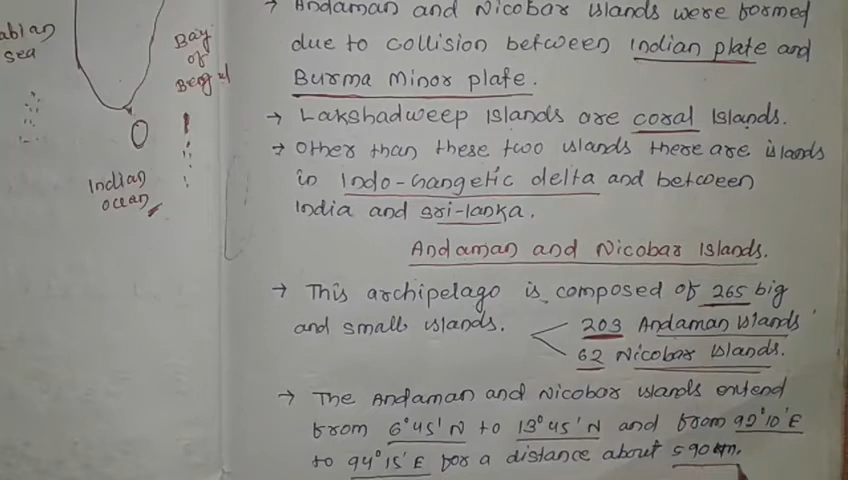 abian
sea
Bay
of
Indian
ocean
→ Andaman and Nicobar islands were formed
due to collision between Indian plate and
Burma Minor plate.
→ Lakshadweep Islands are coral Islands.
→ other than these two islands there are islands
in Indo-Gangetic delta and between
India and Sri-lanka.
Andaman and Nicobar Islands.
→ This archipelago is composed of 265 big
and small islands. 203 Andaman Islands
62 Nicobar Islands.
→ The Andaman and Nicobar islands extend
from 6°45'N to 13°45'N and from 92°10'E
to 94°15'E for a distance about 590 km.